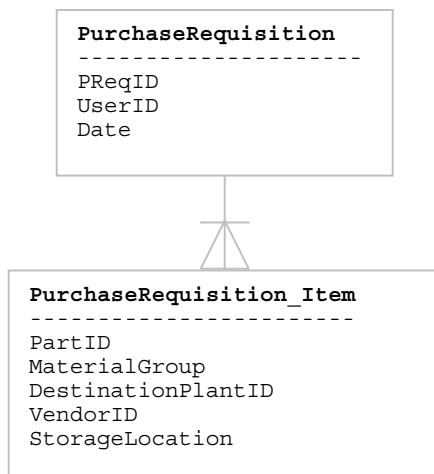 PurchaseRequisition
---------------------
PReqID
UserID
Date
PurchaseRequisition_Item
------------------------
PartID
MaterialGroup
DestinationPlantID
VendorID
StorageLocation